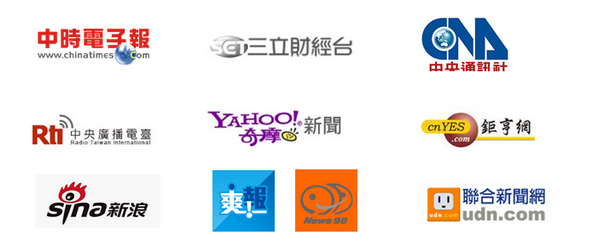 中時電子報
www.chinatimes.com
SET三立財經台
CNA
中央通訊社
Rti 中央廣播電臺
Radio Taiwan International
YAHOO!
奇摩 新聞
cnYES
.com
鉅亨網
sina新浪
爽報
!
News98
聯合新聞網
udn.com
udn.com